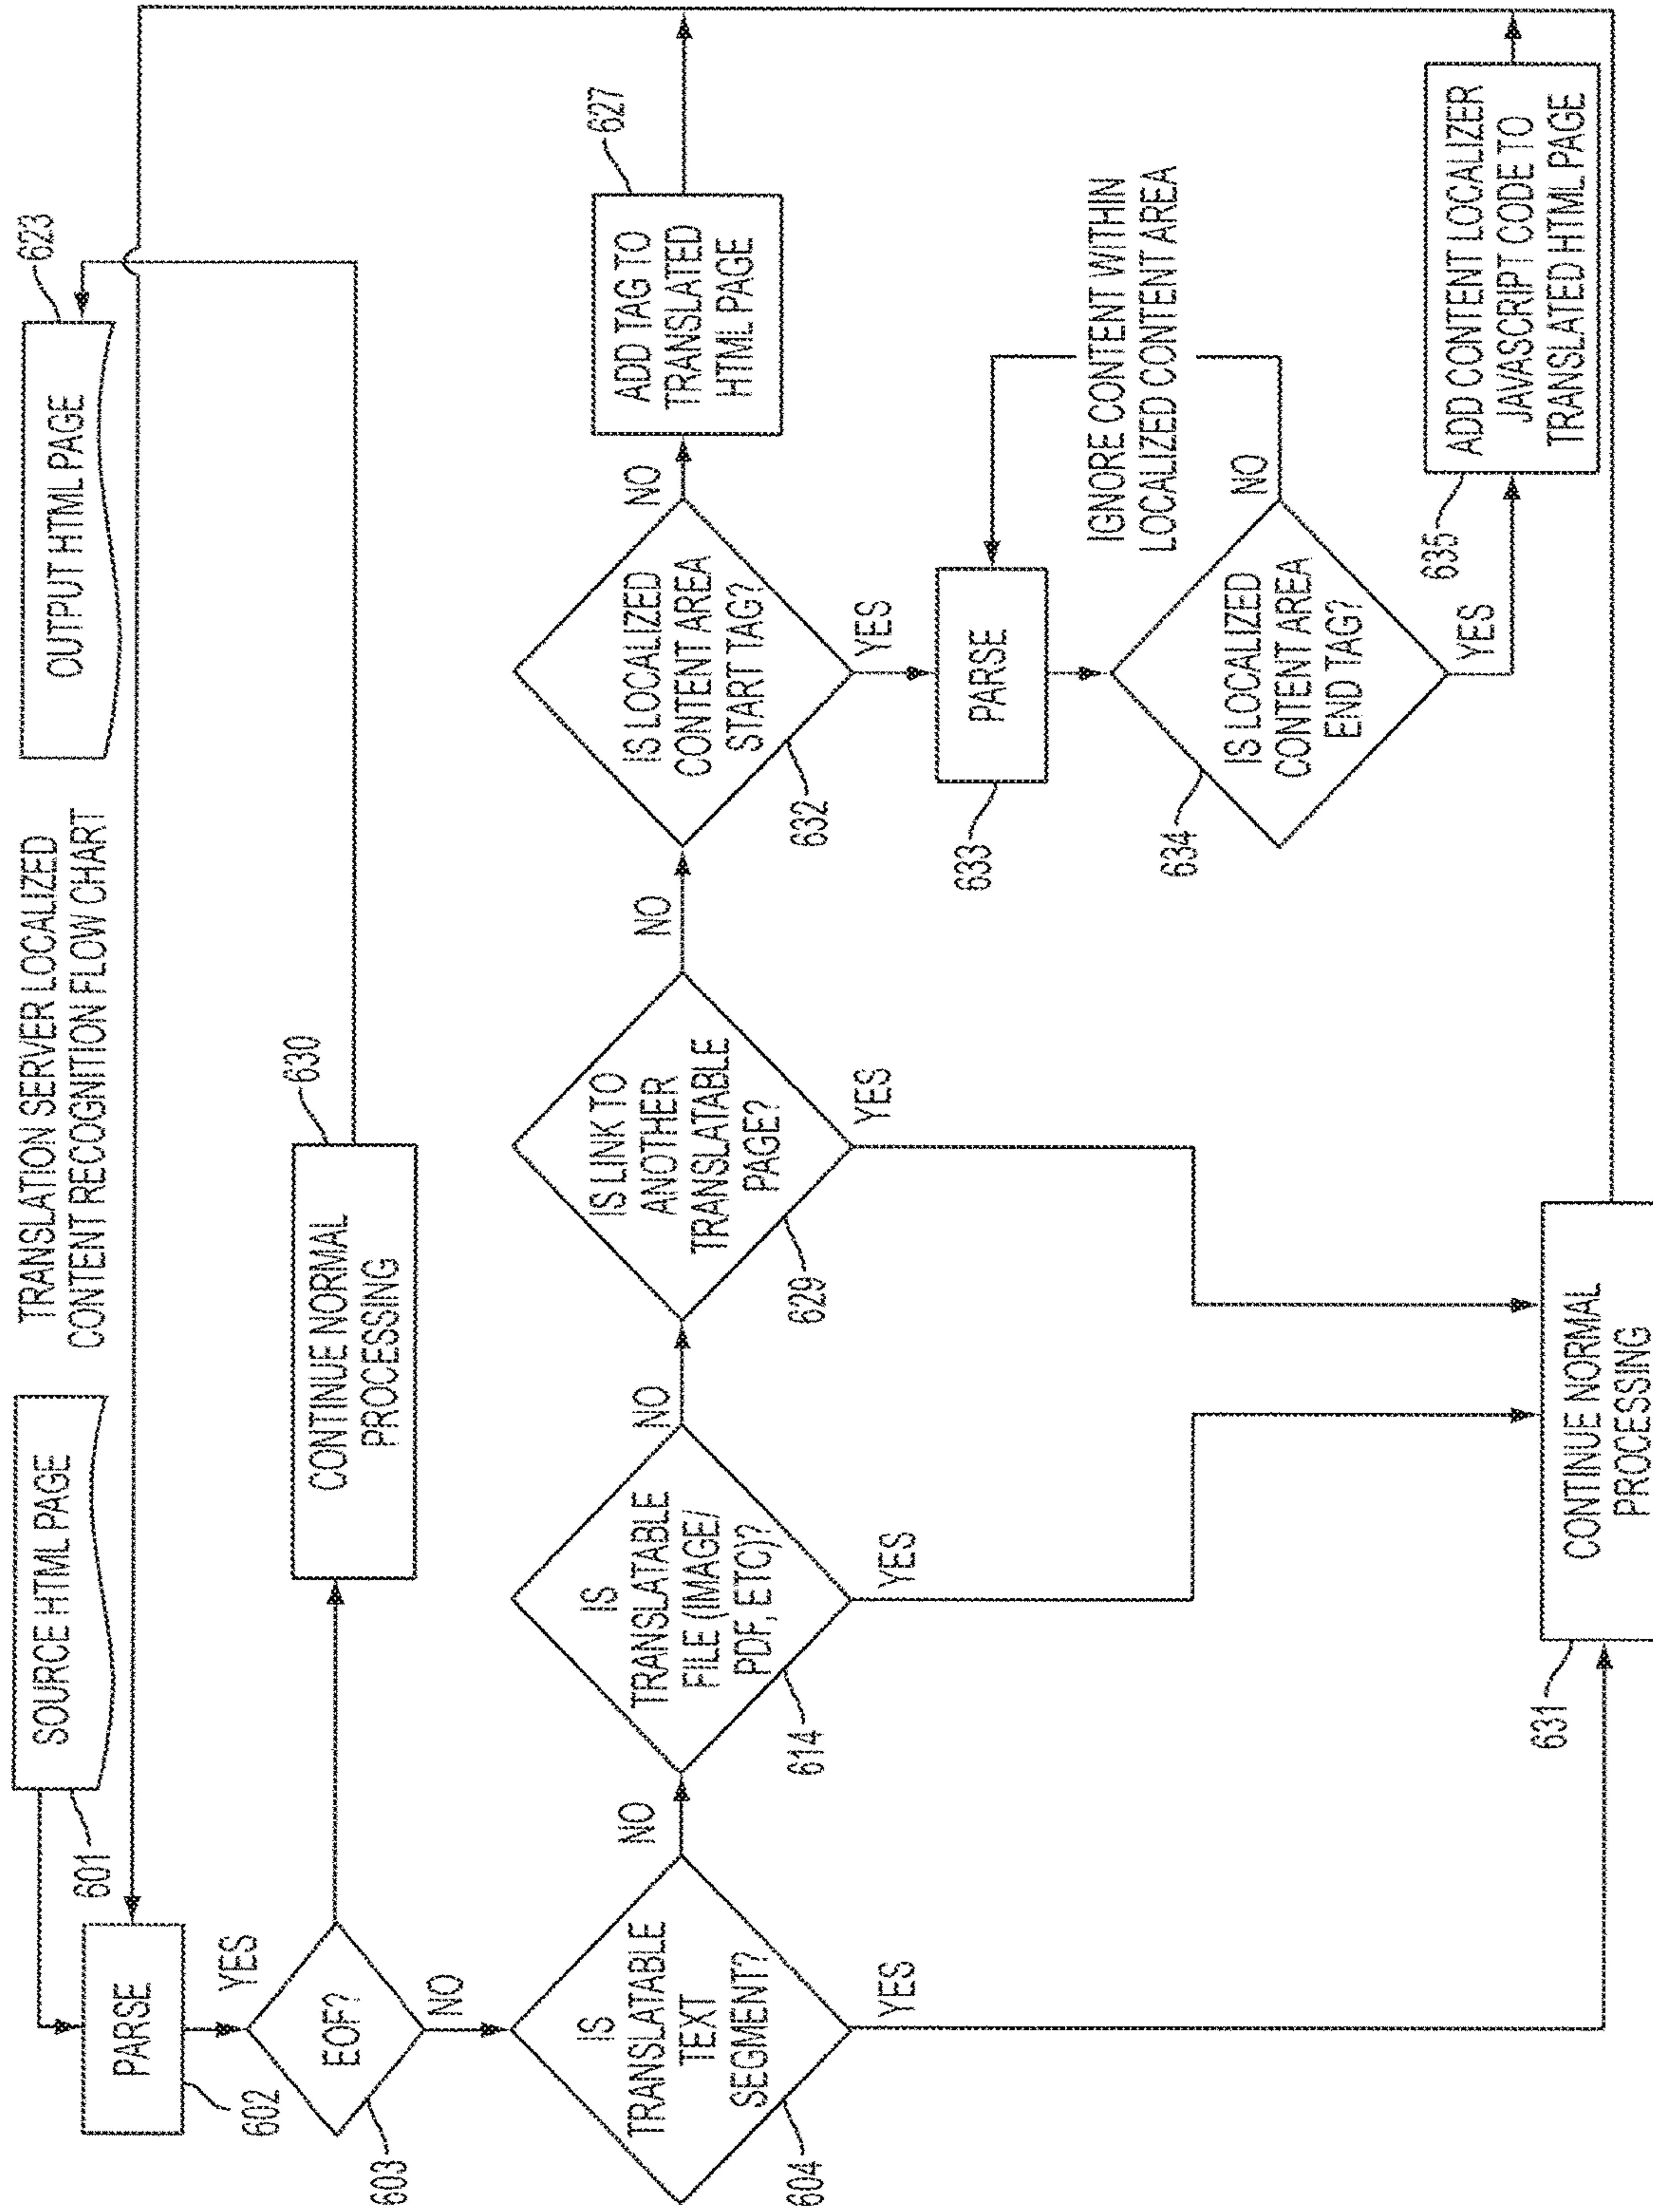 TRANSLATION SERVER LOCALIZED
CONTENT RECOGNITION FLOW CHART
SOURCE HTML PAGE
601
PARSE
602
EOF?
603
YES
NO
CONTINUE NORMAL
PROCESSING
630
OUTPUT HTML PAGE
623
IS
TRANSLATABLE
TEXT
SEGMENT?
604
NO
YES
IS
TRANSLATABLE
FILE (IMAGE/
PDF, ETC)?
614
NO
YES
IS LINK TO
ANOTHER
TRANSLATABLE
PAGE?
629
NO
YES
IS LOCALIZED
CONTENT AREA
START TAG?
632
NO
YES
ADD TAG TO
TRANSLATED
HTML PAGE
627
PARSE
633
IGNORE CONTENT WITHIN
LOCALIZED CONTENT AREA
IS LOCALIZED
CONTENT AREA
END TAG?
634
NO
YES
ADD CONTENT LOCALIZER
JAVASCRIPT CODE TO
TRANSLATED HTML PAGE
635
CONTINUE NORMAL
PROCESSING
631